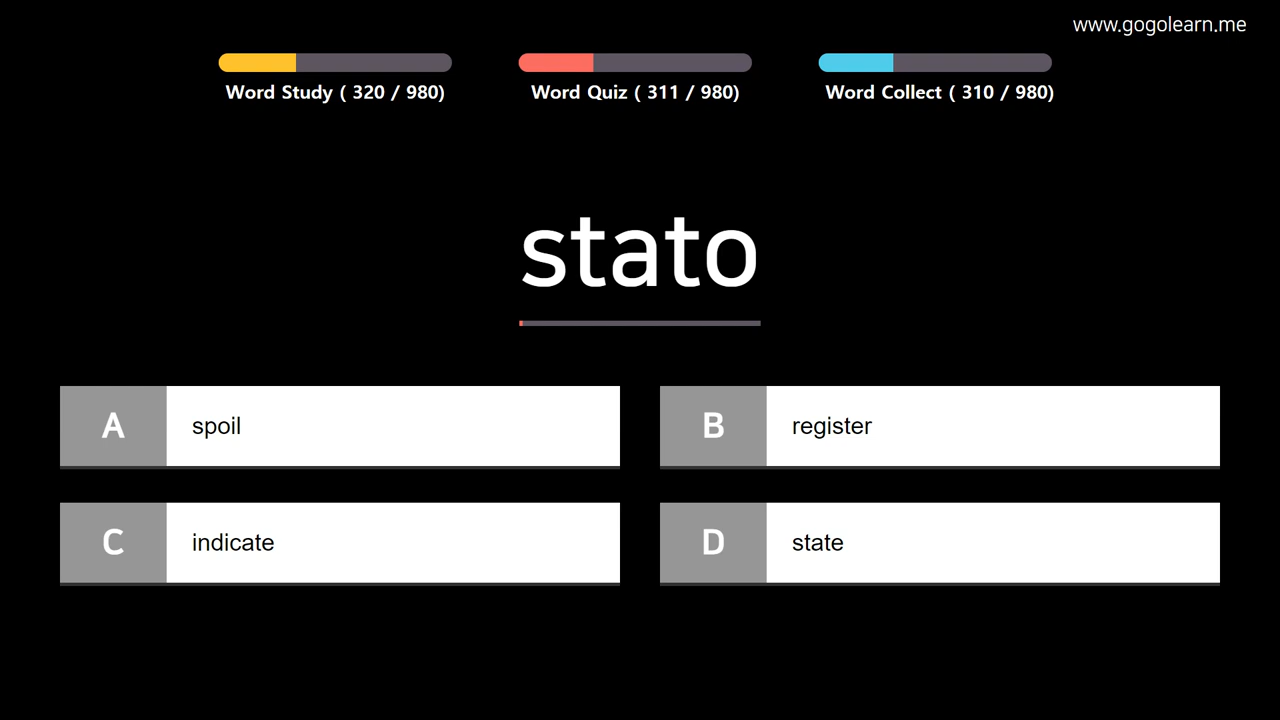 www.gogolearn.me
Word Study ( 320 / 980)
Word Quiz ( 311 / 980)
Word Collect ( 310 / 980)
stato
A spoil
B register
C indicate
D state